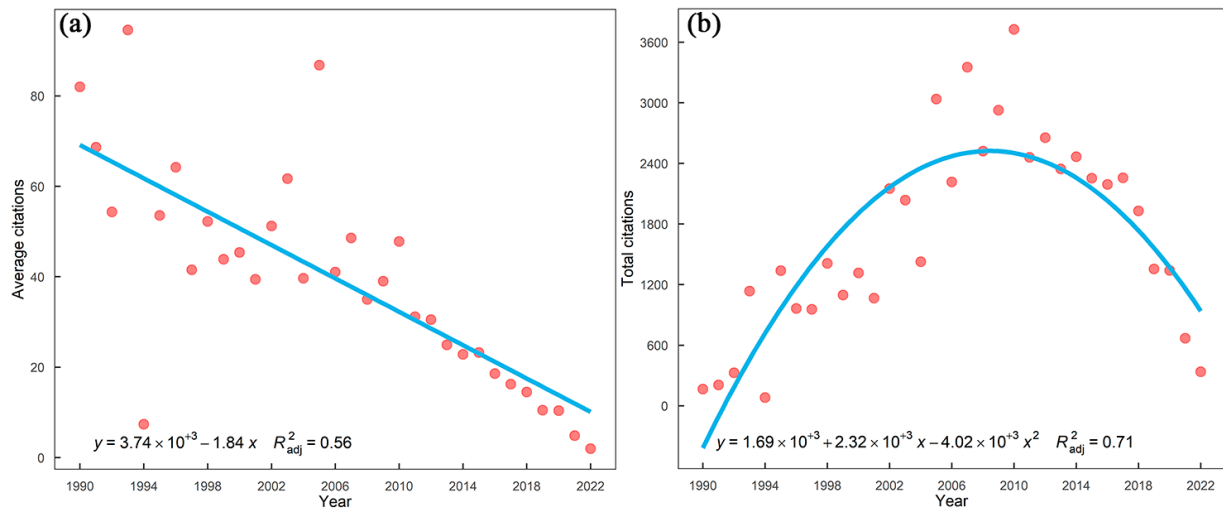 (a)
Average citations
80
60
40
20
0
y = 3.74 × 10⁺³ − 1.84 x R²adj = 0.56
1990 1994 1998 2002 2006 2010 2014 2018 2022
Year
(b)
Total citations
3600
3000
2400
1800
1200
600
0
y = 1.69 × 10⁺³ + 2.32 × 10⁺³ x − 4.02 × 10⁺³ x² R²adj = 0.71
1990 1994 1998 2002 2006 2010 2014 2018 2022
Year